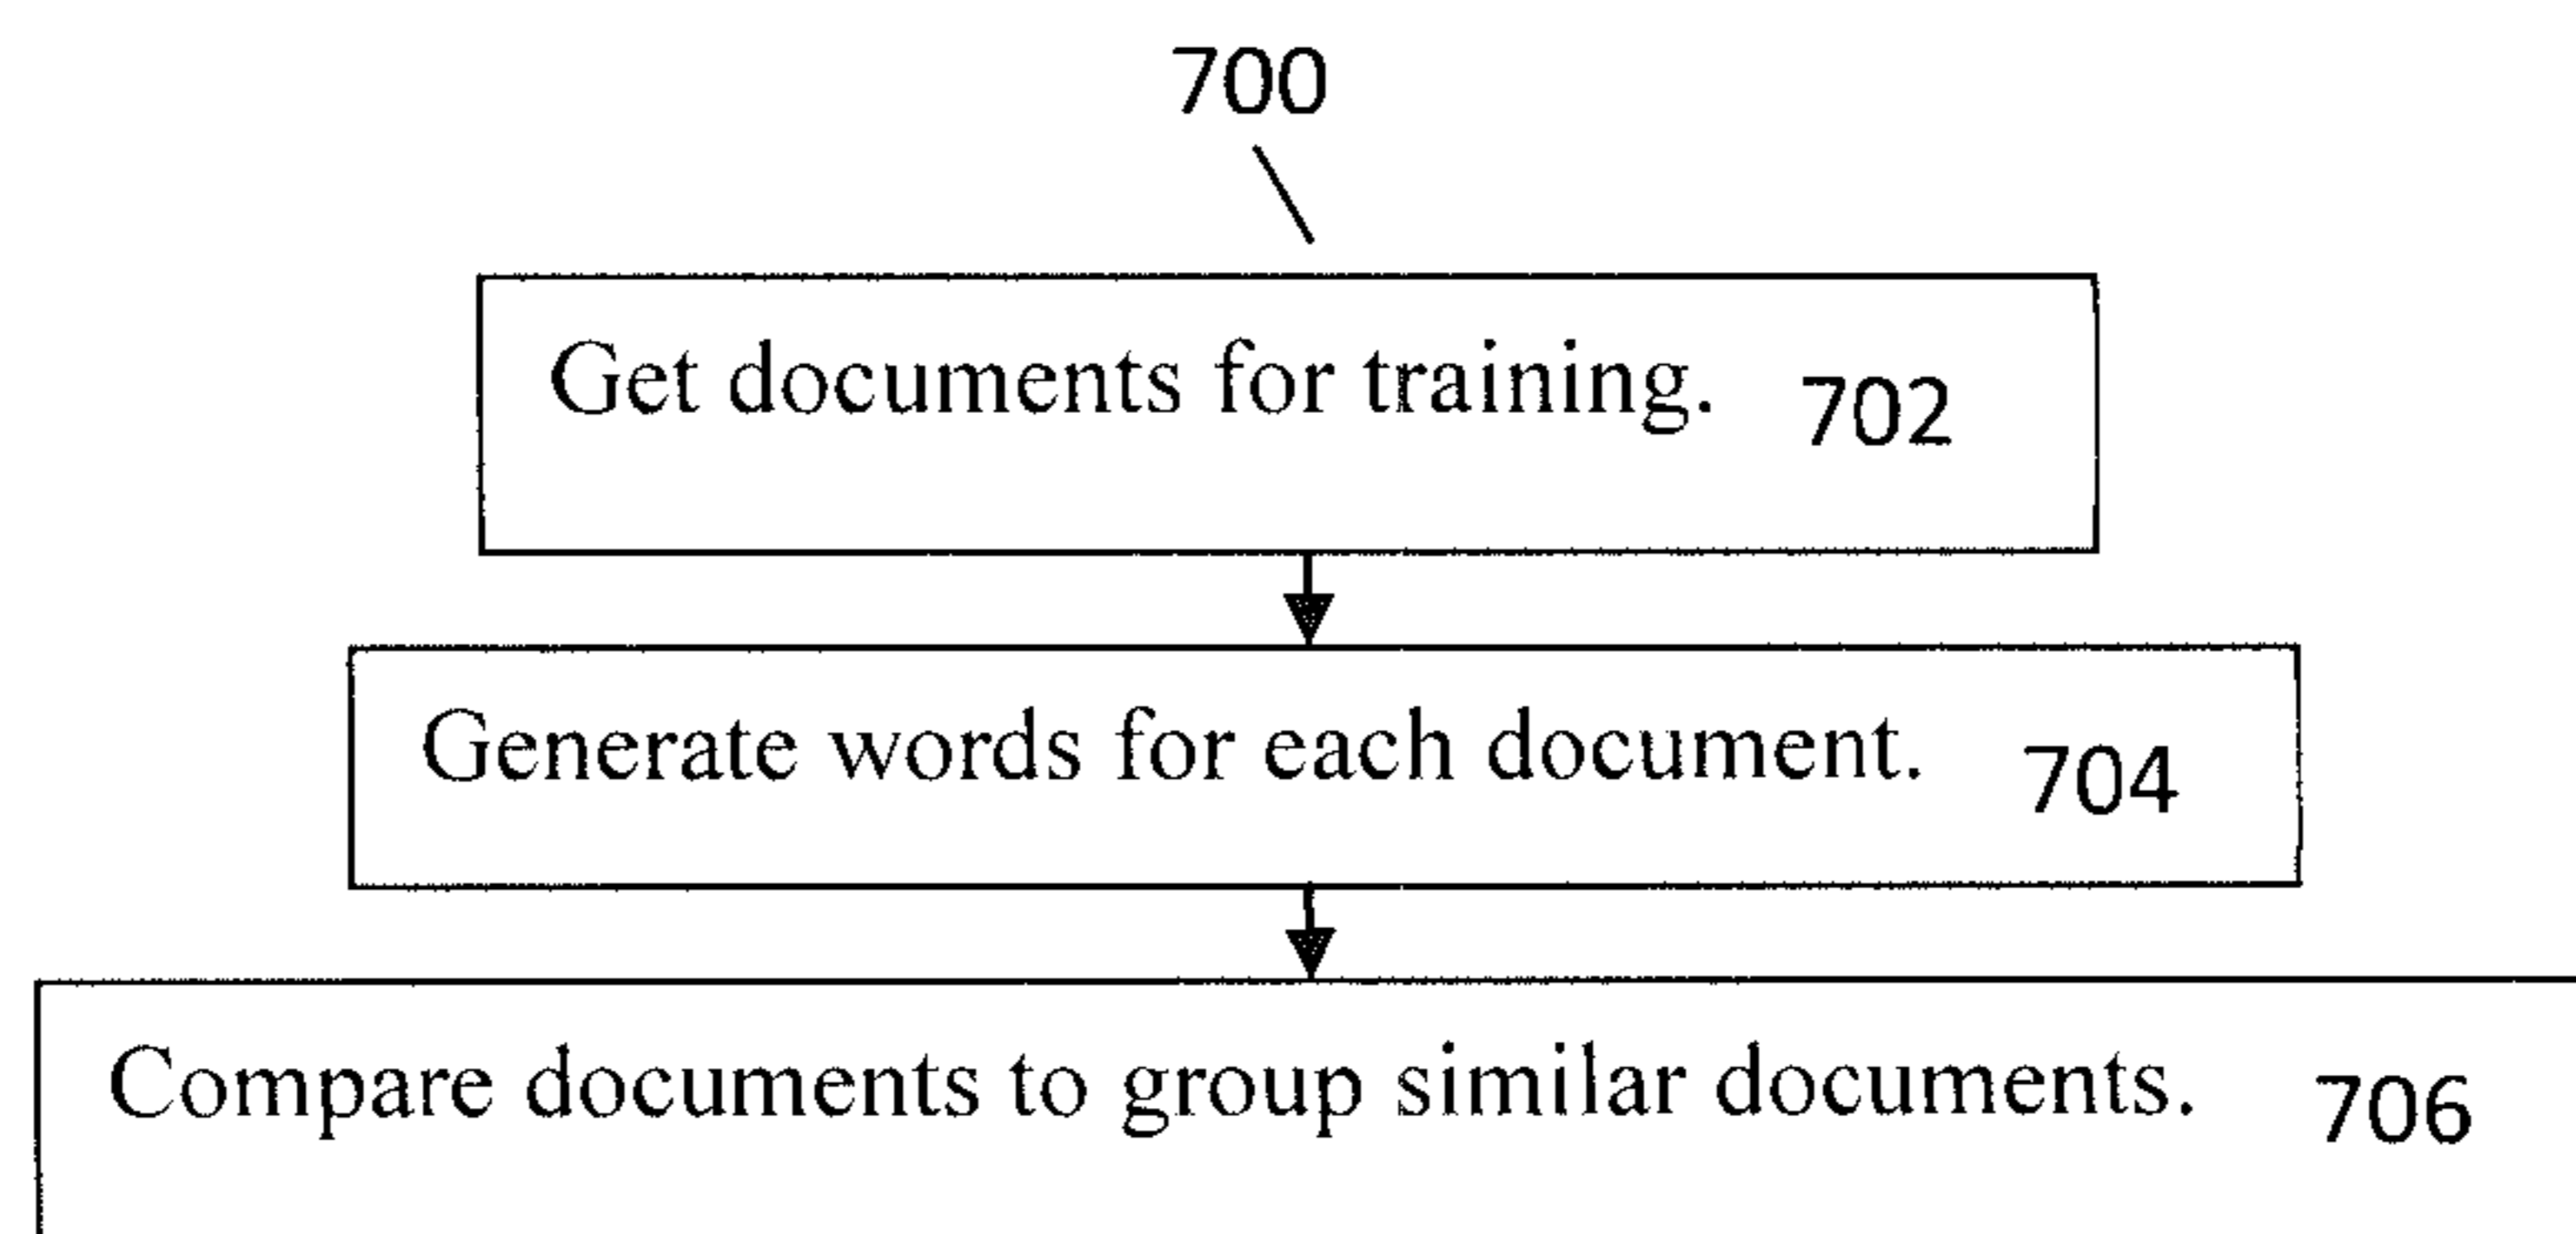 700
Get documents for training. 702
Generate words for each document. 704
Compare documents to group similar documents. 706